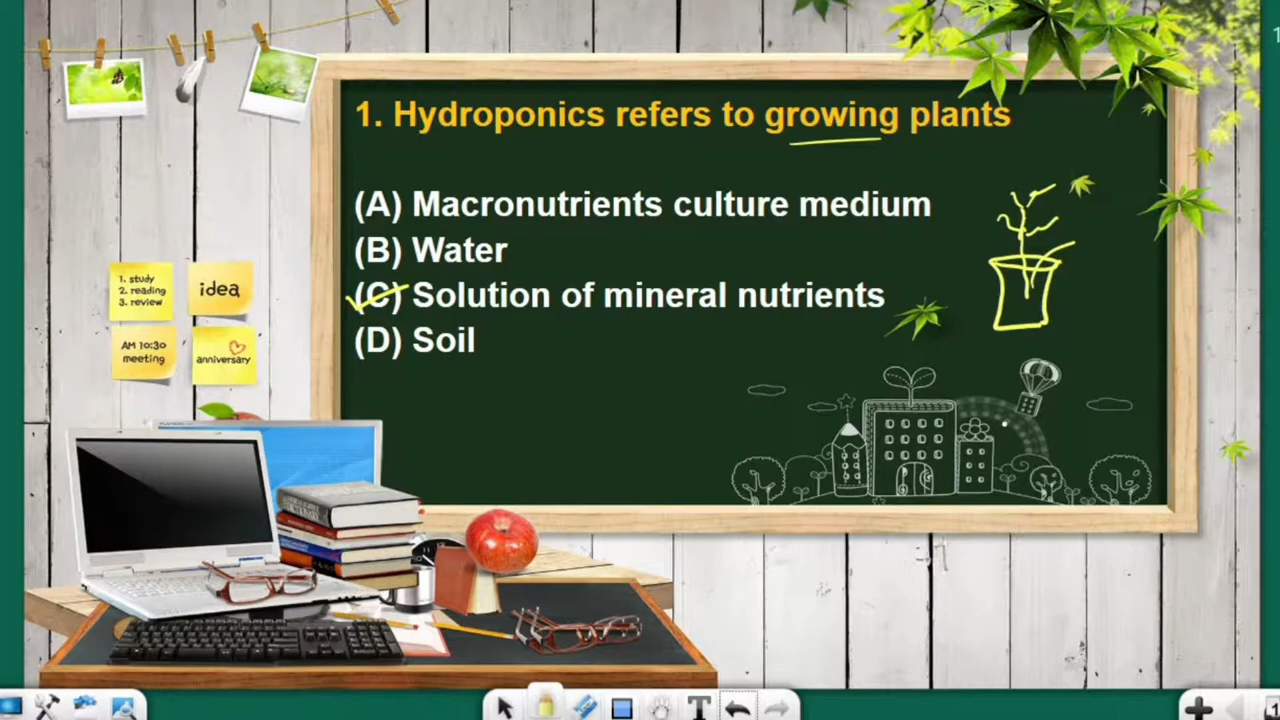 1. Hydroponics refers to growing plants
(A) Macronutrients culture medium
(B) Water
(C) Solution of mineral nutrients
(D) Soil
1. study
2. reading
3. review
idea
AM 10:30
meeting
anniversary